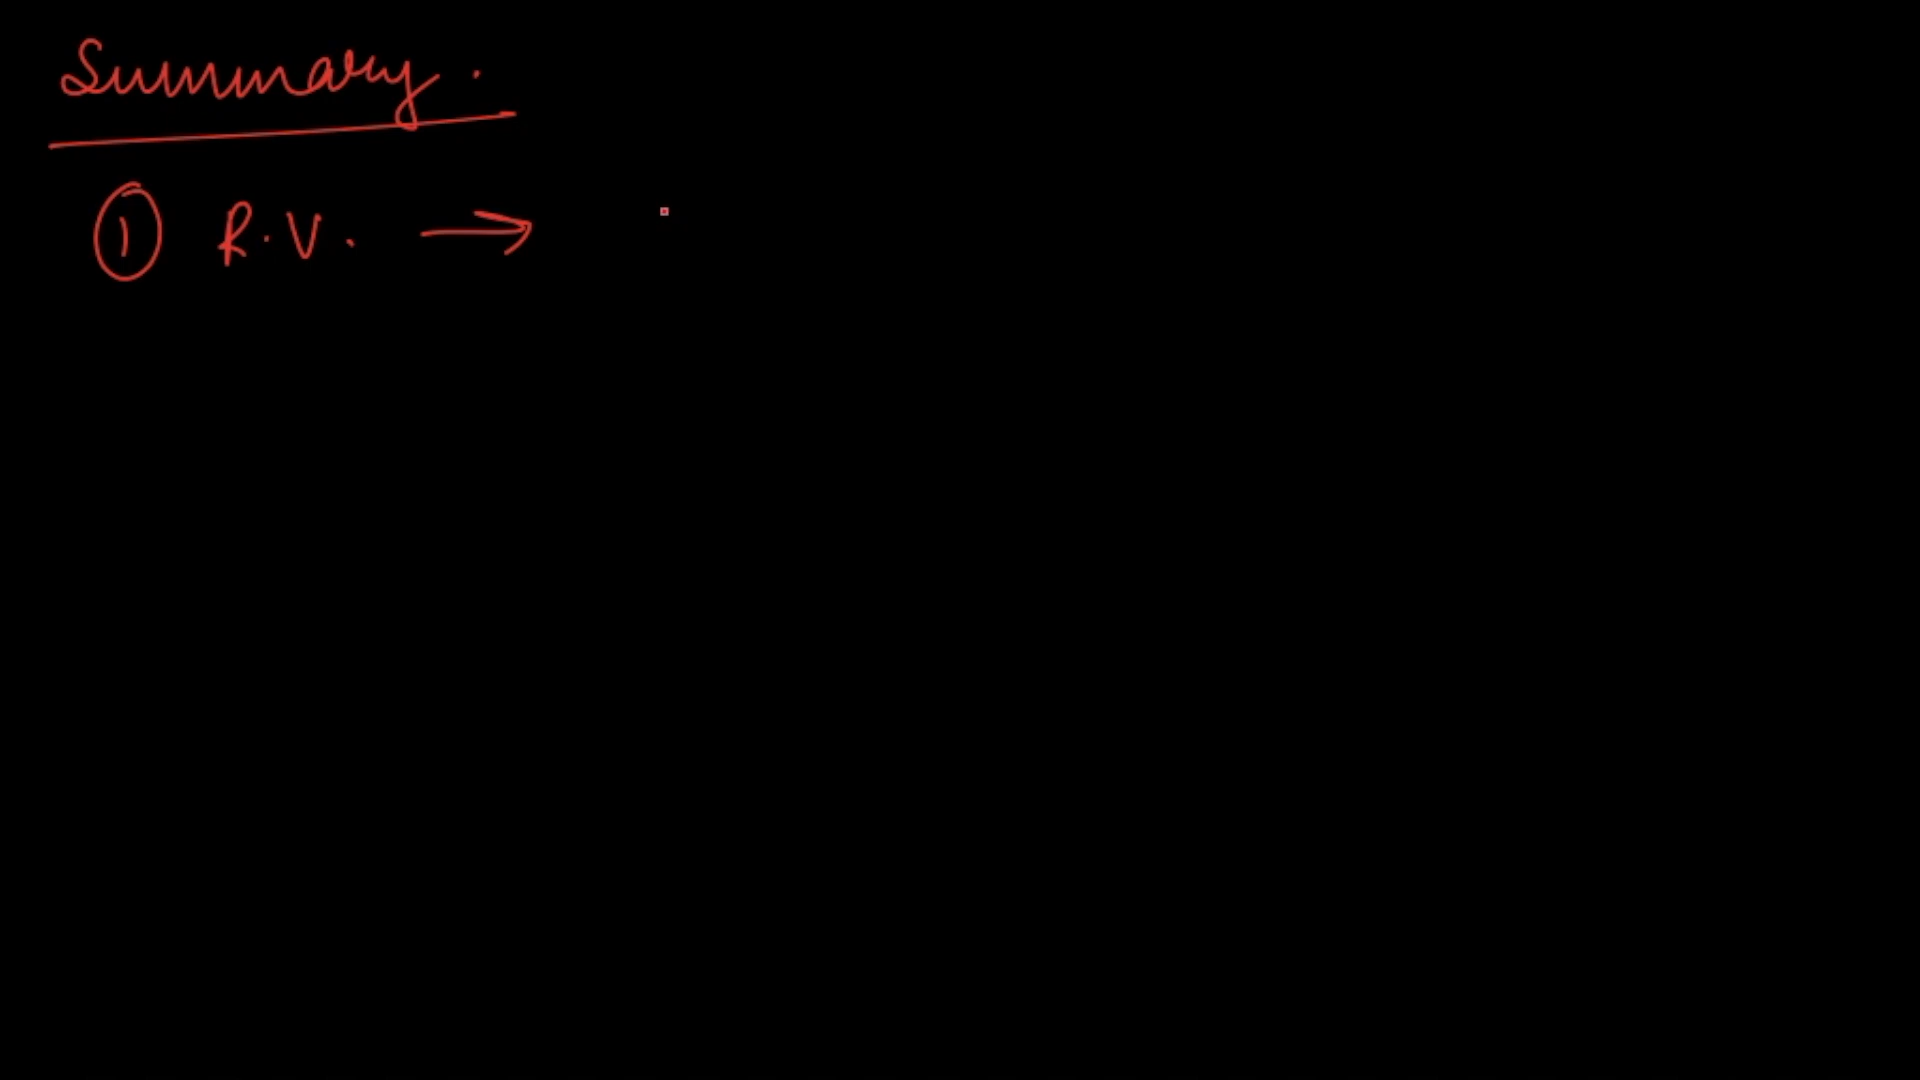 Summary.
① R.V. →